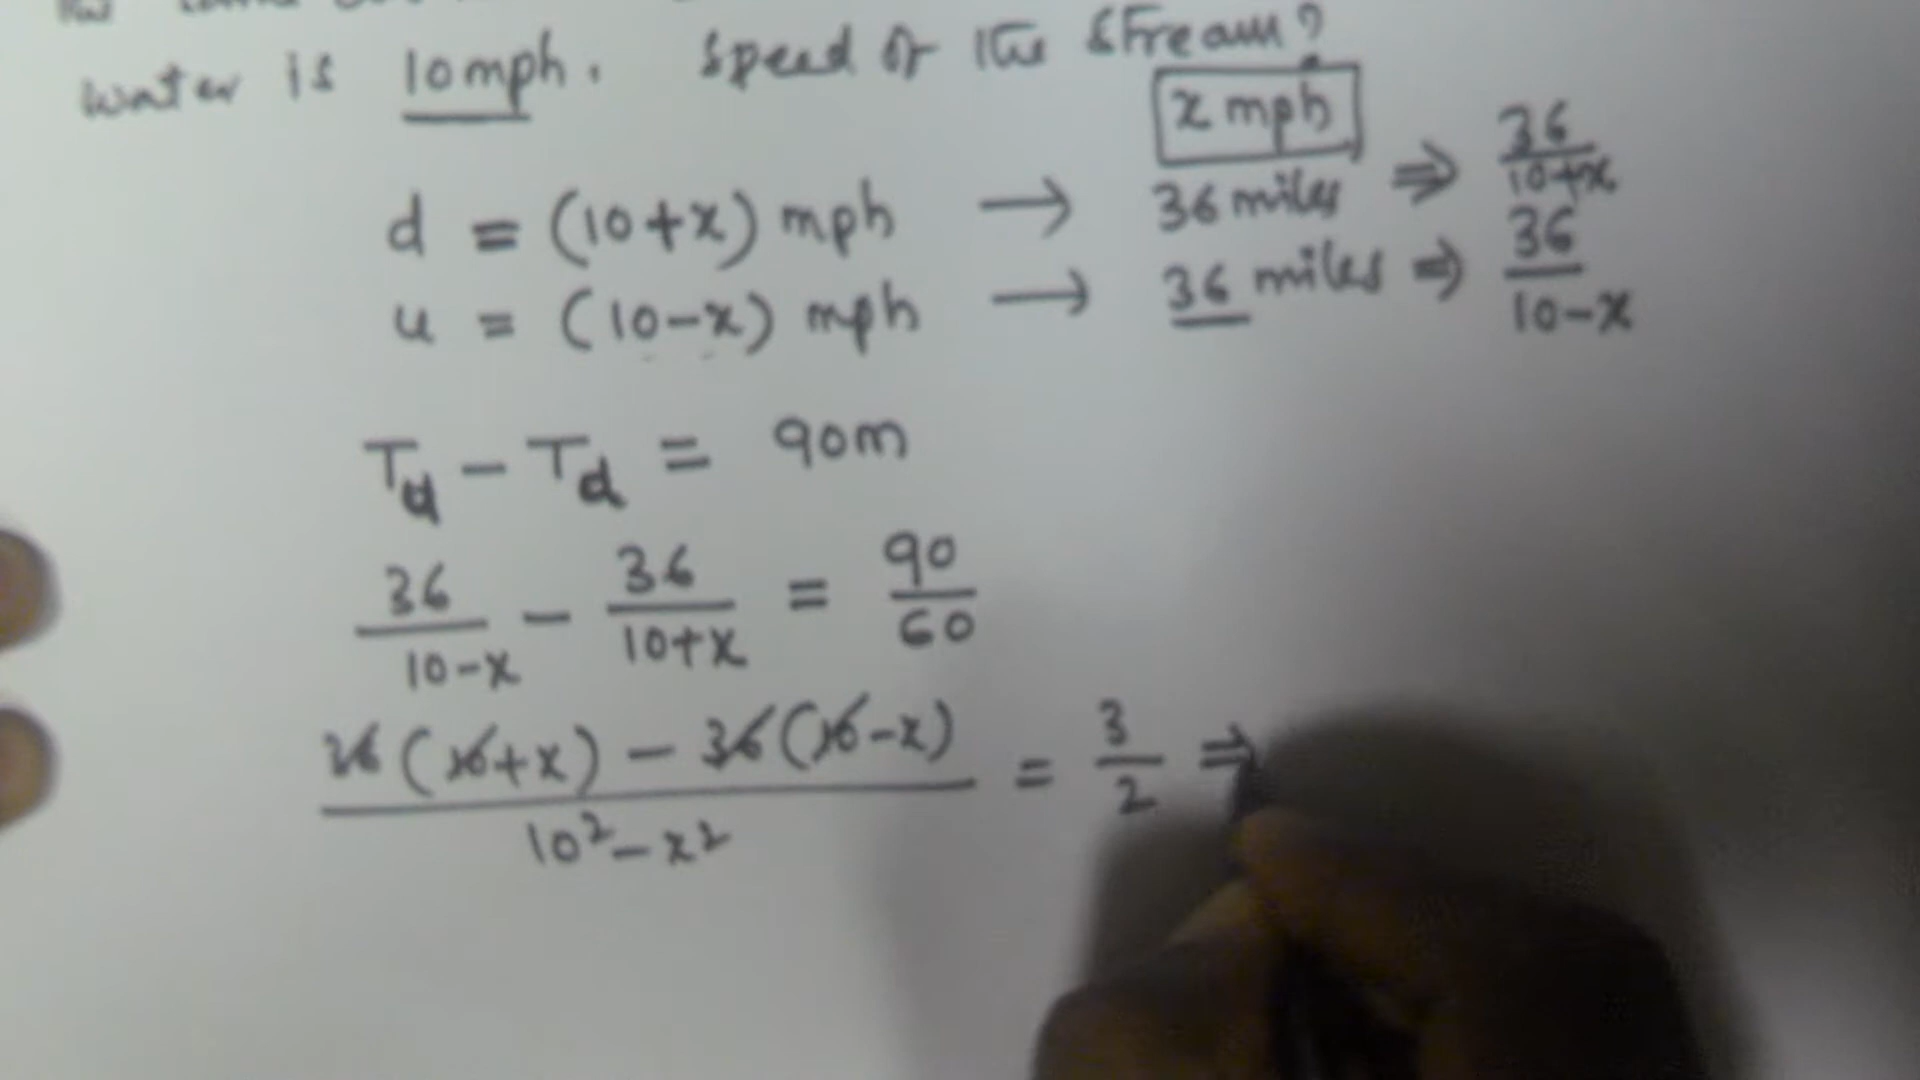 water is 10mph. Speed of the stream?
x mph
d = (10+x) mph → 36 miles ⇒ 36/10+x
u = (10-x) mph → 36 miles ⇒ 36/10-x
Tu - Td = 90m
36/10-x - 36/10+x = 90/60
36(10+x) - 36(10-x)/10² - x² = 3/2 ⇒